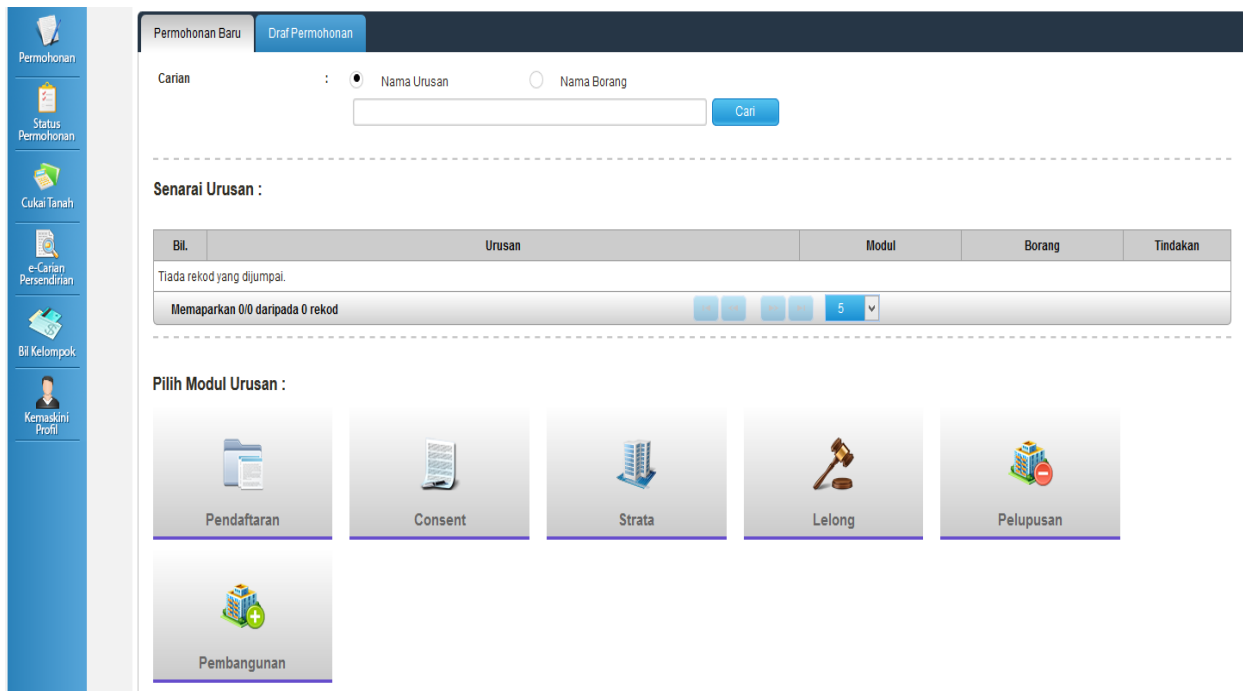 Permohonan
Status
Permohonan
Cukai Tanah
e-Carian
Persendirian
Bil Kelompok
Kemaskini
Profil
Permohonan Baru Draf Permohonan
Carian : Nama Urusan Nama Borang
Cari
Senarai Urusan :
Bil. Urusan Modul Borang Tindakan
Tiada rekod yang dijumpai.
Memaparkan 0/0 daripada 0 rekod 5
Pilih Modul Urusan :
Pendaftaran Consent Strata Lelong Pelupusan
Pembangunan